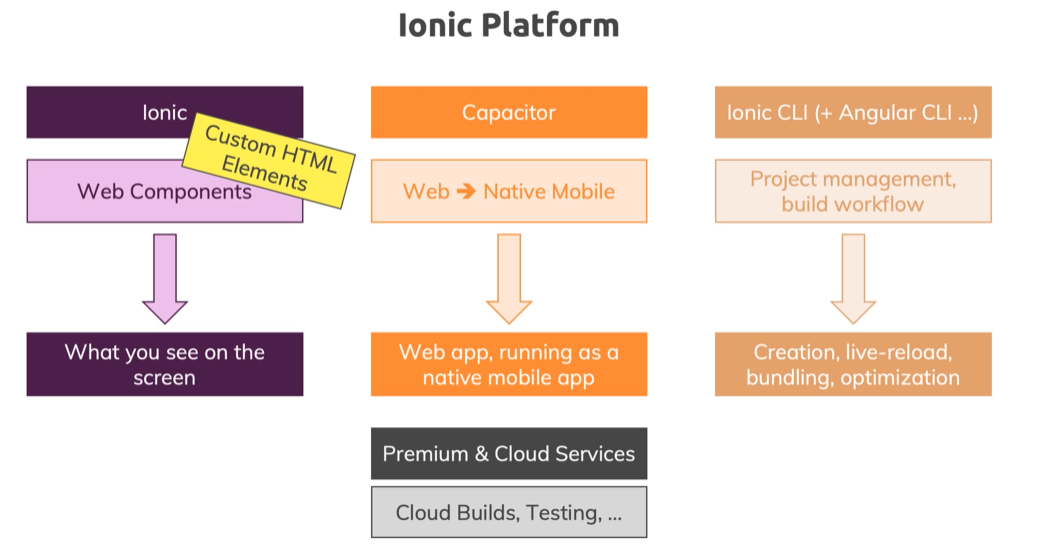 Ionic Platform
Ionic
Custom HTML
Elements
Web Components
What you see on the
screen
Capacitor
Web ➔ Native Mobile
Web app, running as a
native mobile app
Ionic CLI (+ Angular CLI ...)
Project management,
build workflow
Creation, live-reload,
bundling, optimization
Premium & Cloud Services
Cloud Builds, Testing, ...